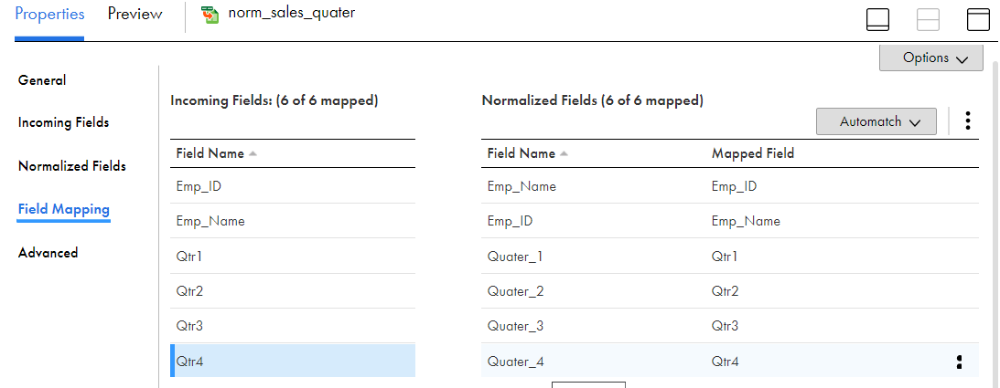 Properties Preview norm_sales_quater
Options
General
Incoming Fields: (6 of 6 mapped) Normalized Fields (6 of 6 mapped)
Incoming Fields
Automatch
Field Name Field Name Mapped Field
Normalized Fields
Emp_ID Emp_Name Emp_ID
Field Mapping
Emp_Name Emp_ID Emp_Name
Advanced
Qtr1 Quater_1 Qtr1
Qtr2 Quater_2 Qtr2
Qtr3 Quater_3 Qtr3
Qtr4 Quater_4 Qtr4